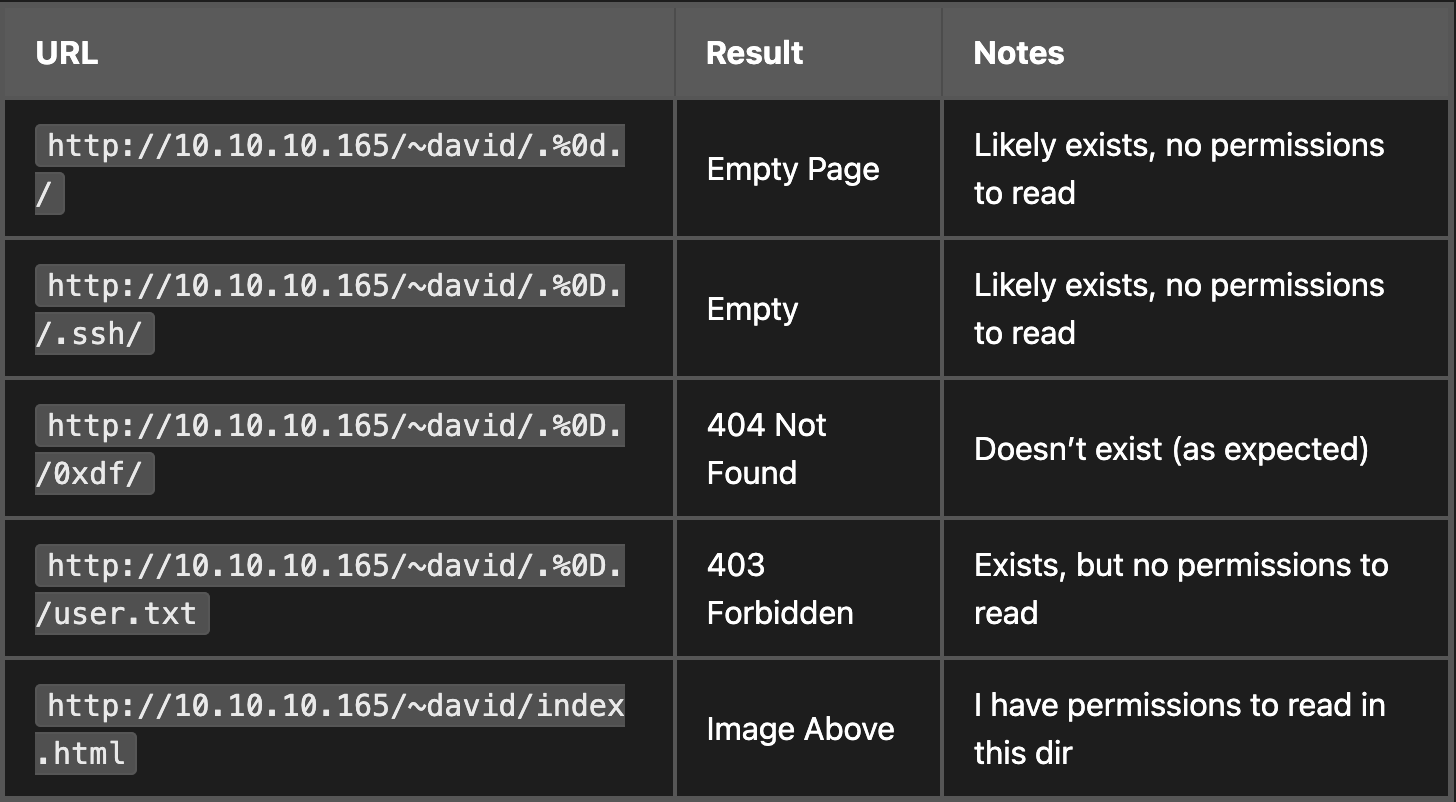 URL Result Notes
http://10.10.10.165/~david/.%0d.
/
Empty Page
Likely exists, no permissions
to read
http://10.10.10.165/~david/.%0D.
/.ssh/
Empty
Likely exists, no permissions
to read
http://10.10.10.165/~david/.%0D.
/0xdf/
404 Not
Found
Doesn’t exist (as expected)
http://10.10.10.165/~david/.%0D.
/user.txt
403
Forbidden
Exists, but no permissions to
read
http://10.10.10.165/~david/index
.html
Image Above
I have permissions to read in
this dir